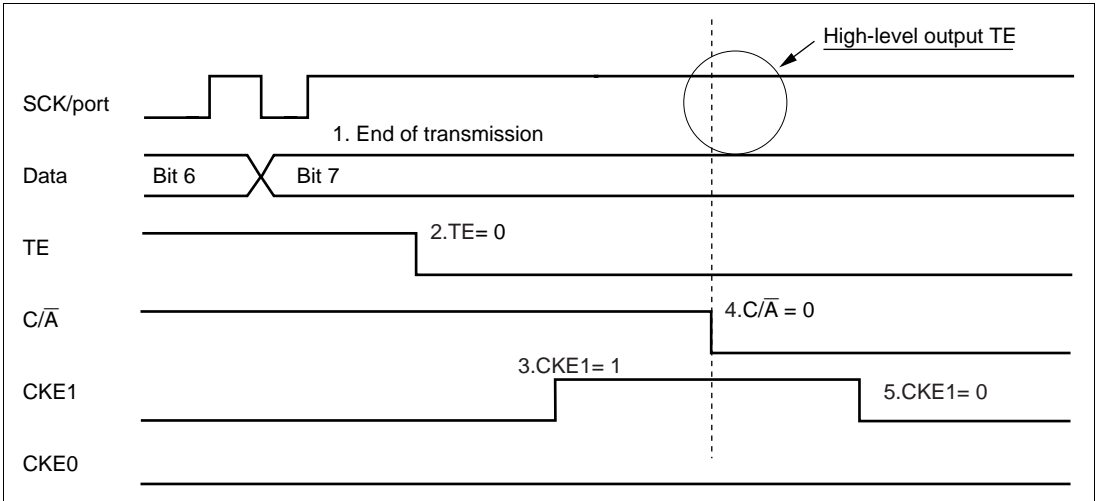 High-level output TE
SCK/port
1. End of transmission
Data
Bit 6
Bit 7
TE
2.TE= 0
C/A̅
4.C/A̅ = 0
3.CKE1= 1
CKE1
5.CKE1= 0
CKE0